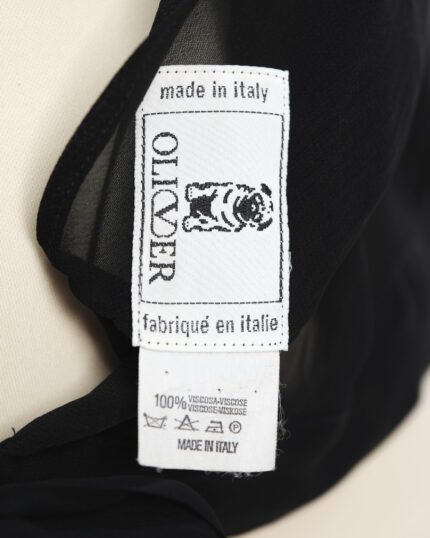 made in italy
OLIVER
fabriqué en italie
100% VISCOSA-VISCOSE
VISCOSE-VISKOSE
P
MADE IN ITALY